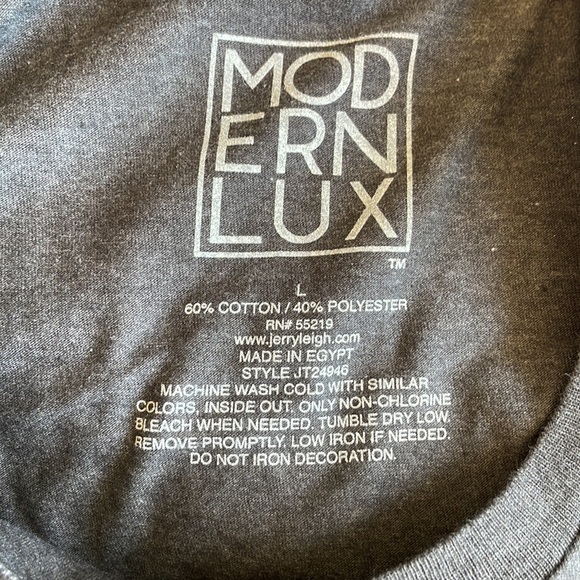 MOD
ERN
LUX
TM
L
60% COTTON / 40% POLYESTER
RN# 55219
www.jerryleigh.com
MADE IN EGYPT
STYLE JT24946
MACHINE WASH COLD WITH SIMILAR
COLORS, INSIDE OUT. ONLY NON-CHLORINE
BLEACH WHEN NEEDED. TUMBLE DRY LOW.
REMOVE PROMPTLY. LOW IRON IF NEEDED.
DO NOT IRON DECORATION.